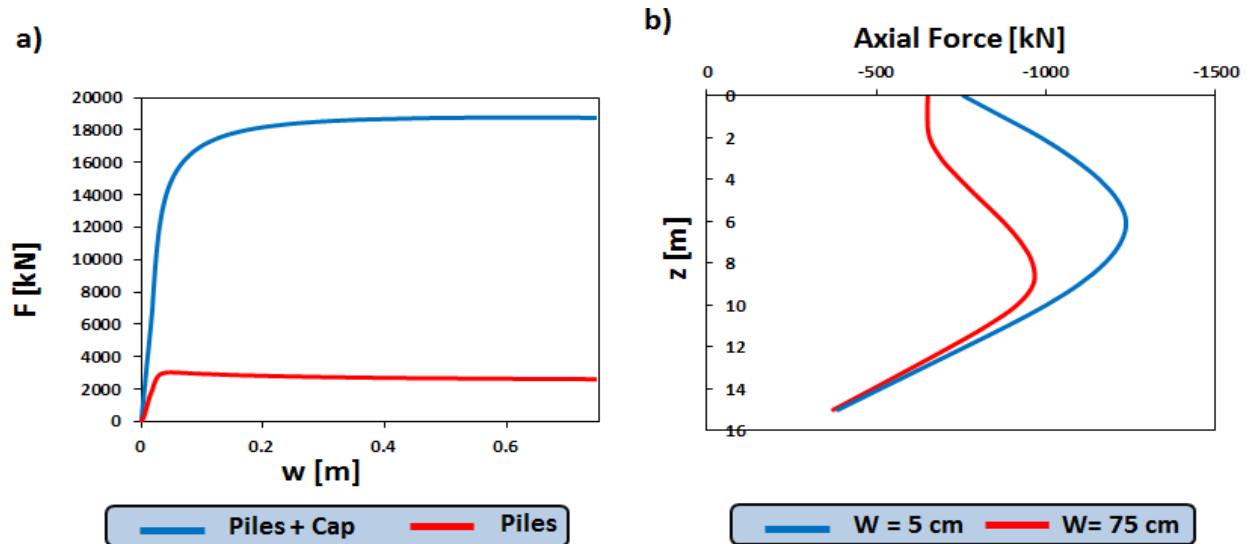 a)
F [kN]
20000
18000
16000
14000
12000
10000
8000
6000
4000
2000
0
0 0.2 0.4 0.6
w [m]
Piles + Cap Piles
b)
Axial Force [kN]
0 -500 -1000 -1500
z [m]
0
2
4
6
8
10
12
14
16
W = 5 cm W= 75 cm